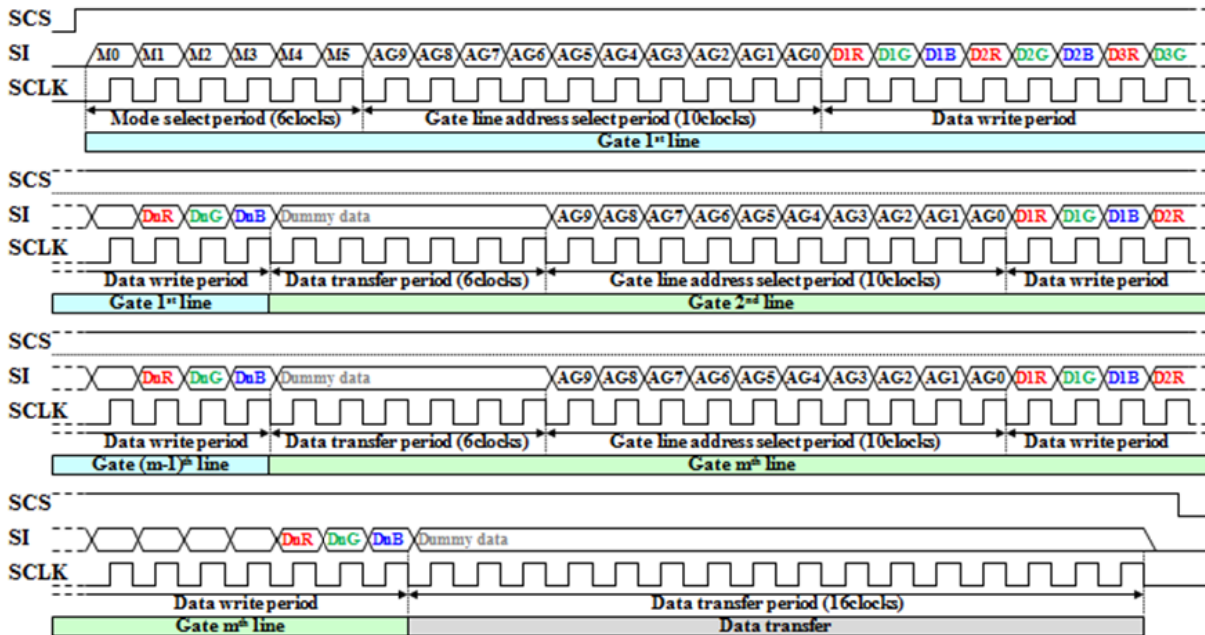 SCS
SI M0 M1 M2 M3 M4 M5 AG9 AG8 AG7 AG6 AG5 AG4 AG3 AG2 AG1 AG0 D1R D1G D1B D2R D2G D2B D3R D3G
SCLK
Mode select period (6clocks) Gate line address select period (10clocks) Data write period
Gate 1st line
SCS
SI DnR DnG DnB Dummy data AG9 AG8 AG7 AG6 AG5 AG4 AG3 AG2 AG1 AG0 D1R D1G D1B D2R
SCLK
Data write period Data transfer period (6clocks) Gate line address select period (10clocks) Data write period
Gate 1st line Gate 2nd line
SCS
SI DnR DnG DnB Dummy data AG9 AG8 AG7 AG6 AG5 AG4 AG3 AG2 AG1 AG0 D1R D1G D1B D2R
SCLK
Data write period Data transfer period (6clocks) Gate line address select period (10clocks) Data write period
Gate (m-1)th line Gate mth line
SCS
SI DnR DnG DnB Dummy data
SCLK
Data write period Data transfer period (16clocks)
Gate mth line Data transfer